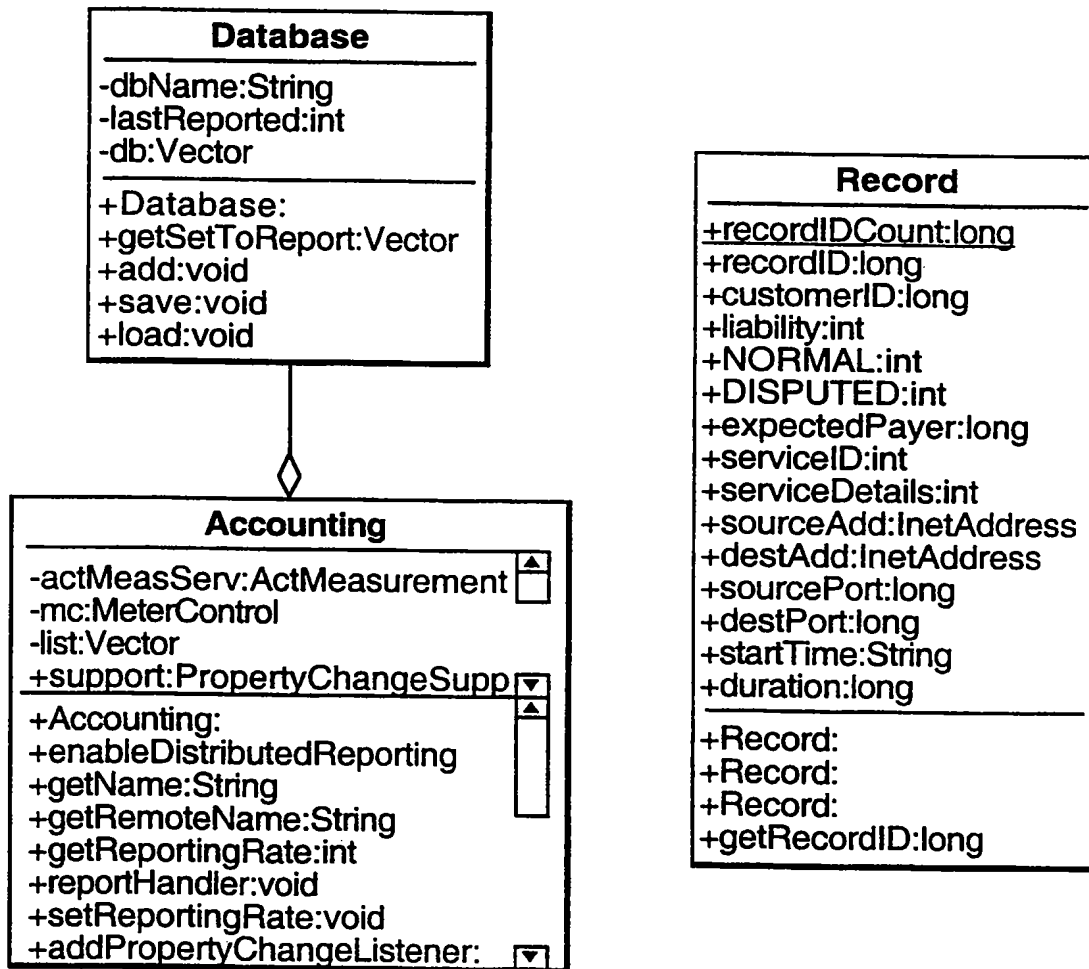 Database
-dbName:String
-lastReported:int
-db:Vector
+Database:
+getSetToReport:Vector
+add:void
+save:void
+load:void
Accounting
-actMeasServ:ActMeasurement
-mc:MeterControl
-list:Vector
+support:PropertyChangeSupp
+Accounting:
+enableDistributedReporting
+getName:String
+getRemoteName:String
+getReportingRate:int
+reportHandler:void
+setReportingRate:void
+addPropertyChangeListener:
Record
+recordIDCount:long
+recordID:long
+customerID:long
+liability:int
+NORMAL:int
+DISPUTED:int
+expectedPayer:long
+serviceID:int
+serviceDetails:int
+sourceAdd:InetAddress
+destAdd:InetAddress
+sourcePort:long
+destPort:long
+startTime:String
+duration:long
+Record:
+Record:
+Record:
+getRecordID:long